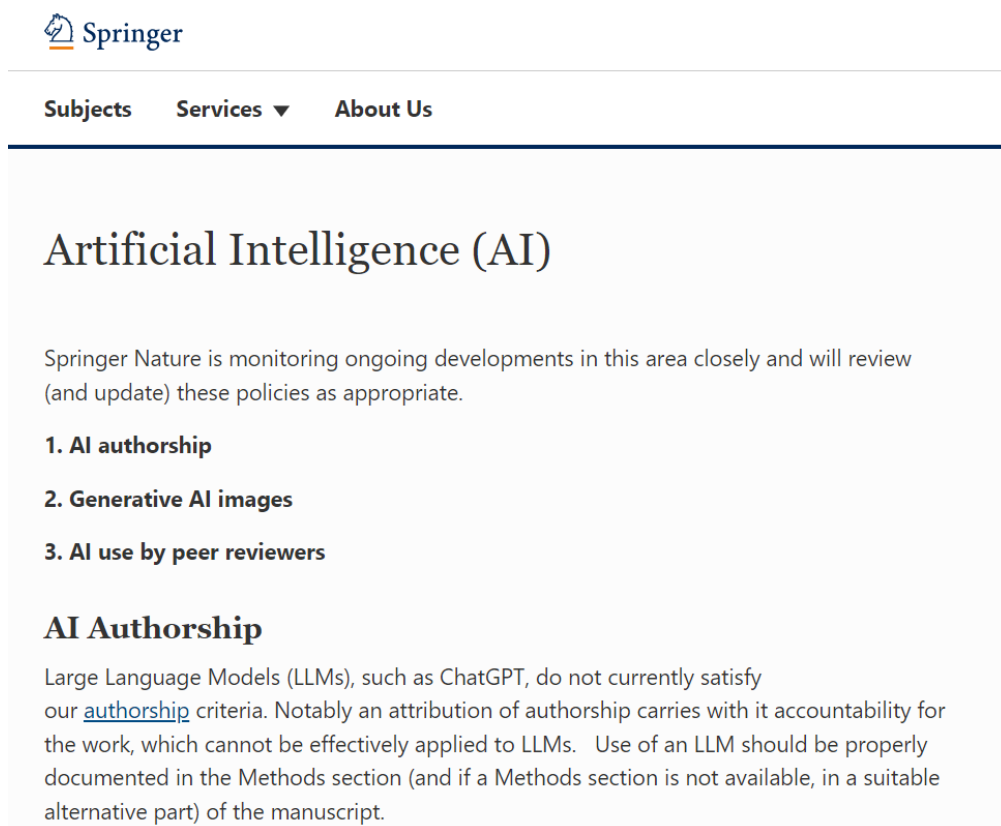 Springer
Subjects Services ▼ About Us
Artificial Intelligence (AI)
Springer Nature is monitoring ongoing developments in this area closely and will review
(and update) these policies as appropriate.
1. AI authorship
2. Generative AI images
3. AI use by peer reviewers
AI Authorship
Large Language Models (LLMs), such as ChatGPT, do not currently satisfy
our authorship criteria. Notably an attribution of authorship carries with it accountability for
the work, which cannot be effectively applied to LLMs.   Use of an LLM should be properly
documented in the Methods section (and if a Methods section is not available, in a suitable
alternative part) of the manuscript.